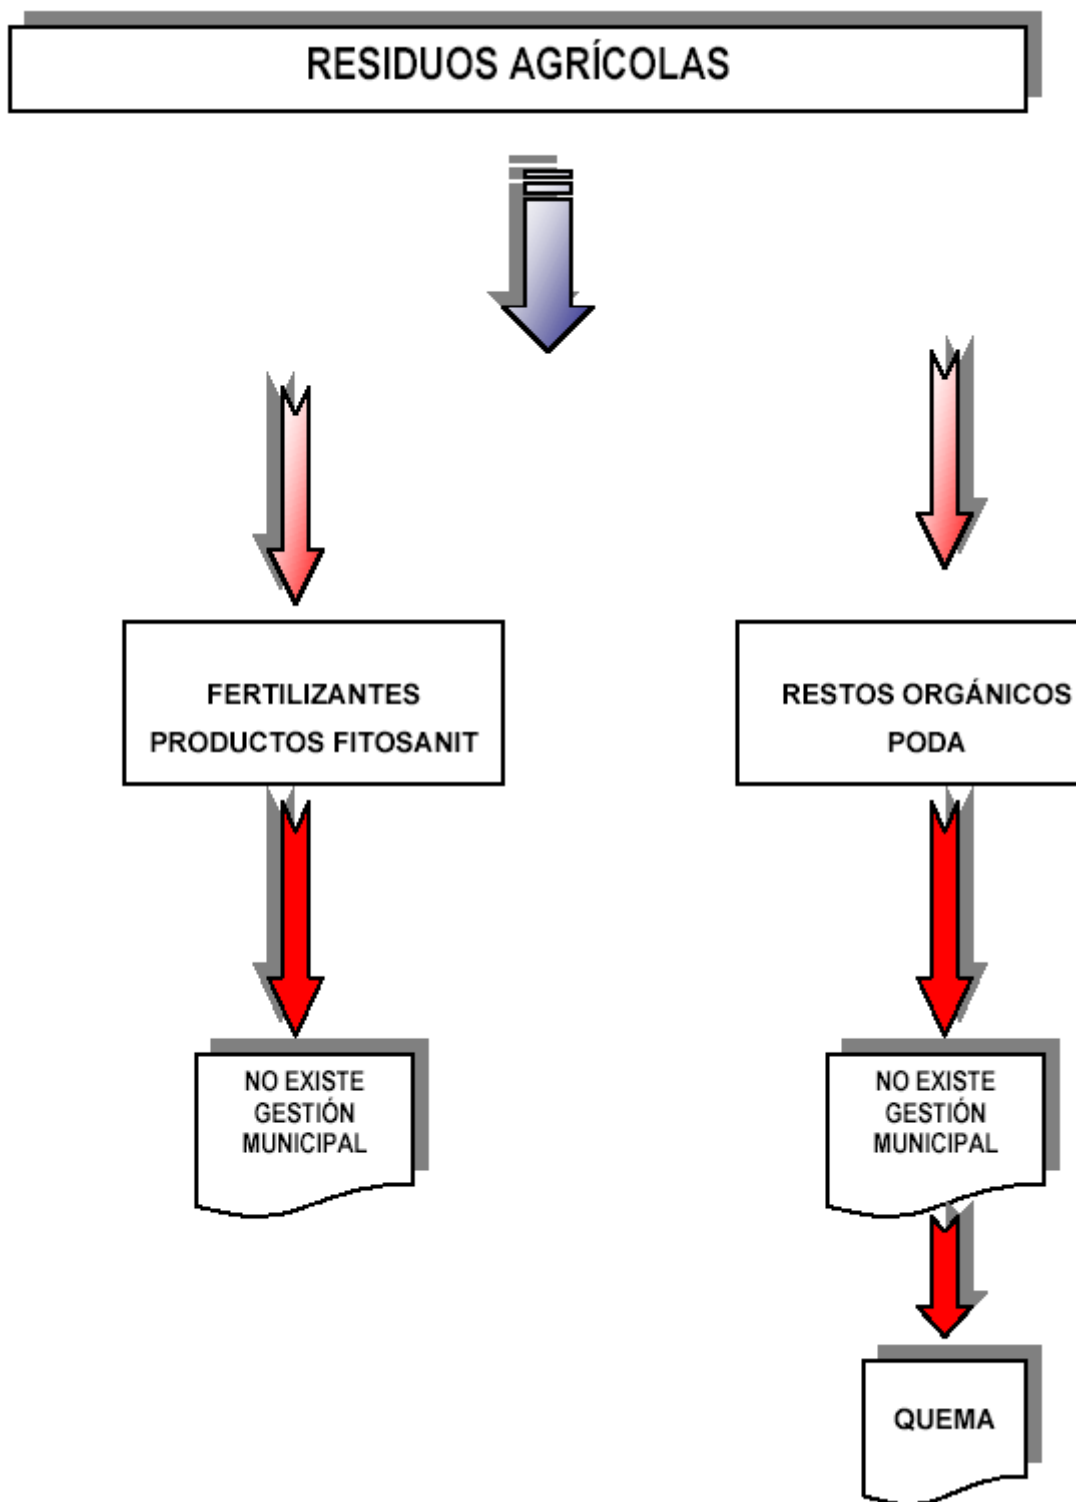 RESIDUOS AGRÍCOLAS
FERTILIZANTES
PRODUCTOS FITOSANIT
RESTOS ORGÁNICOS
PODA
NO EXISTE
GESTIÓN
MUNICIPAL
NO EXISTE
GESTIÓN
MUNICIPAL
QUEMA